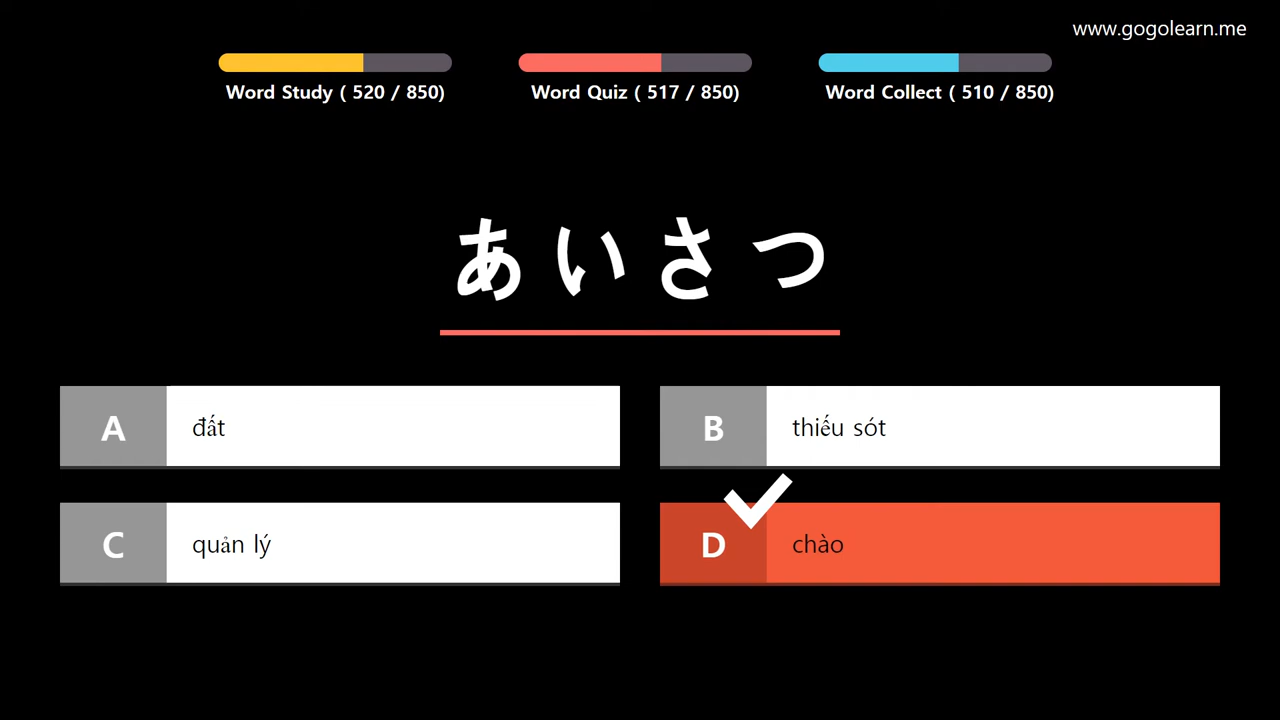 www.gogolearn.me
Word Study ( 520 / 850)
Word Quiz ( 517 / 850)
Word Collect ( 510 / 850)
あいさつ
A đất
B thiếu sót
C quản lý
D chào